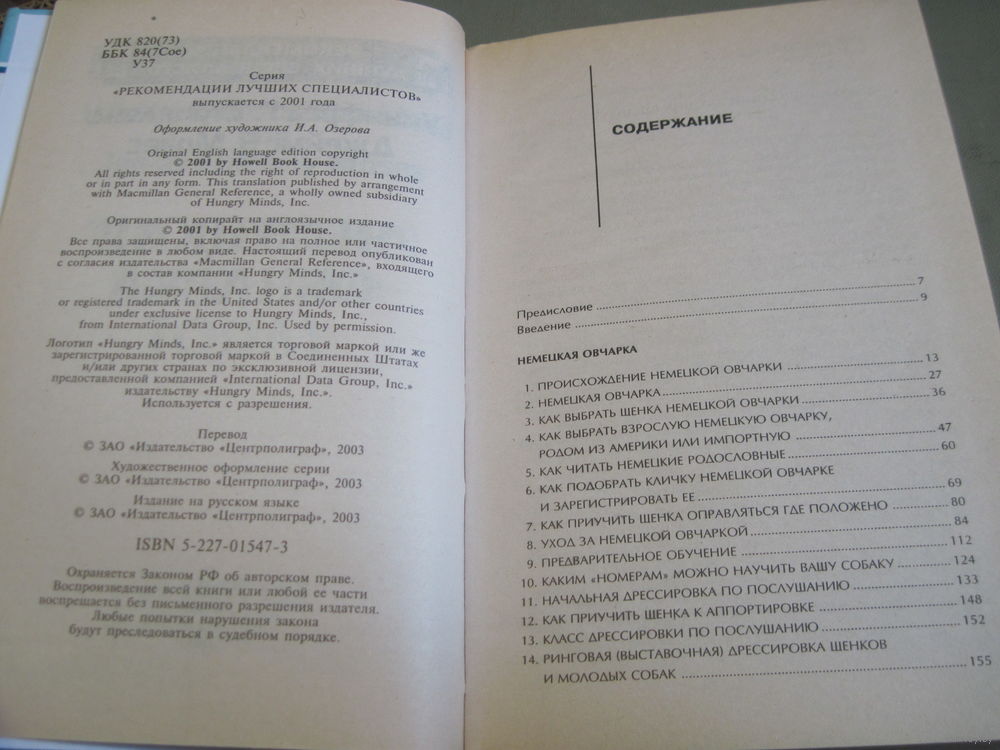 УДК 820(73)
ББК 84(7Сое)
У37
Серия
«РЕКОМЕНДАЦИИ ЛУЧШИХ СПЕЦИАЛИСТОВ»
выпускается с 2001 года
Оформление художника И.А. Озерова
Original English language edition copyright
© 2001 by Howell Book House.
All rights reserved including the right of reproduction in whole
or in part in any form. This translation published by arrangement
with Macmillan General Reference, a wholly owned subsidiary
of Hungry Minds, Inc.
Оригинальный копирайт на англоязычное издание
© 2001 by Howell Book House.
Все права защищены, включая право на полное или частичное
воспроизведение в любом виде. Настоящий перевод опубликован
с согласия издательства «Macmillan General Reference», входящего
в состав компании «Hungry Minds, Inc.»
The Hungry Minds, Inc. logo is a trademark
or registered trademark in the United States and/or other countries
under exclusive license to Hungry Minds, Inc.,
from International Data Group, Inc. Used by permission.
Логотип «Hungry Minds, Inc.» является торговой маркой или же
зарегистрированной торговой маркой в Соединенных Штатах
и/или других странах по эксклюзивной лицензии,
предоставленной компанией «International Data Group, Inc.»
издательству «Hungry Minds, Inc.».
Используется с разрешения.
Перевод
© ЗАО «Издательство «Центрполиграф», 2003
Художественное оформление серии
© ЗАО «Издательство «Центрполиграф», 2003
Издание на русском языке
© ЗАО «Издательство «Центрполиграф», 2003
ISBN 5-227-01547-3
Охраняется Законом РФ об авторском праве.
Воспроизведение всей книги или любой ее части
воспрещается без письменного разрешения издателя.
Любые попытки нарушения закона
будут преследоваться в судебном порядке.
СОДЕРЖАНИЕ
Предисловие ... 7
Введение ... 9
НЕМЕЦКАЯ ОВЧАРКА
1. ПРОИСХОЖДЕНИЕ НЕМЕЦКОЙ ОВЧАРКИ ... 13
2. НЕМЕЦКАЯ ОВЧАРКА ... 27
3. КАК ВЫБРАТЬ ЩЕНКА НЕМЕЦКОЙ ОВЧАРКИ ... 36
4. КАК ВЫБРАТЬ ВЗРОСЛУЮ НЕМЕЦКУЮ ОВЧАРКУ,
РОДОМ ИЗ АМЕРИКИ ИЛИ ИМПОРТНУЮ ... 47
5. КАК ЧИТАТЬ НЕМЕЦКИЕ РОДОСЛОВНЫЕ ... 60
6. КАК ПОДОБРАТЬ КЛИЧКУ НЕМЕЦКОЙ ОВЧАРКЕ
И ЗАРЕГИСТРИРОВАТЬ ЕЕ ... 69
7. КАК ПРИУЧИТЬ ЩЕНКА ОПРАВЛЯТЬСЯ ГДЕ ПОЛОЖЕНО ... 80
8. УХОД ЗА НЕМЕЦКОЙ ОВЧАРКОЙ ... 84
9. ПРЕДВАРИТЕЛЬНОЕ ОБУЧЕНИЕ ... 112
10. КАКИМ «НОМЕРАМ» МОЖНО НАУЧИТЬ ВАШУ СОБАКУ ... 124
11. НАЧАЛЬНАЯ ДРЕССИРОВКА ПО ПОСЛУШАНИЮ ... 133
12. КАК ПРИУЧИТЬ ЩЕНКА К АППОРТИРОВКЕ ... 148
13. КЛАСС ДРЕССИРОВКИ ПО ПОСЛУШАНИЮ ... 152
14. РИНГОВАЯ (ВЫСТАВОЧНАЯ) ДРЕССИРОВКА ЩЕНКОВ
И МОЛОДЫХ СОБАК ... 155